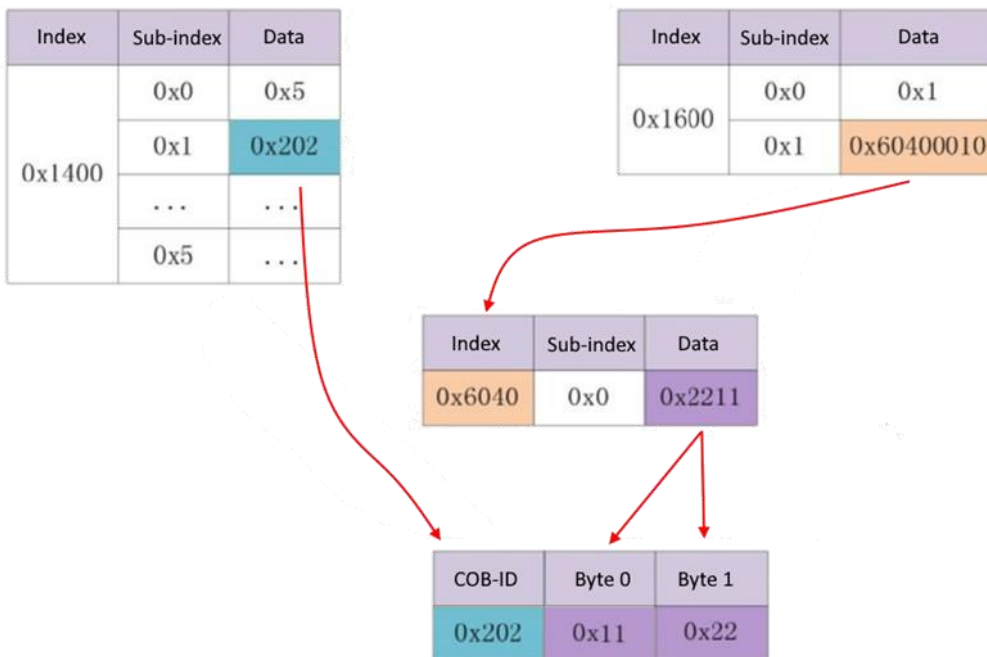 Index Sub-index Data
0x1400
0x0 0x5
0x1 0x202
... ...
0x5 ...
Index Sub-index Data
0x1600
0x0 0x1
0x1 0x60400010
Index Sub-index Data
0x6040 0x0 0x2211
COB-ID Byte 0 Byte 1
0x202 0x11 0x22